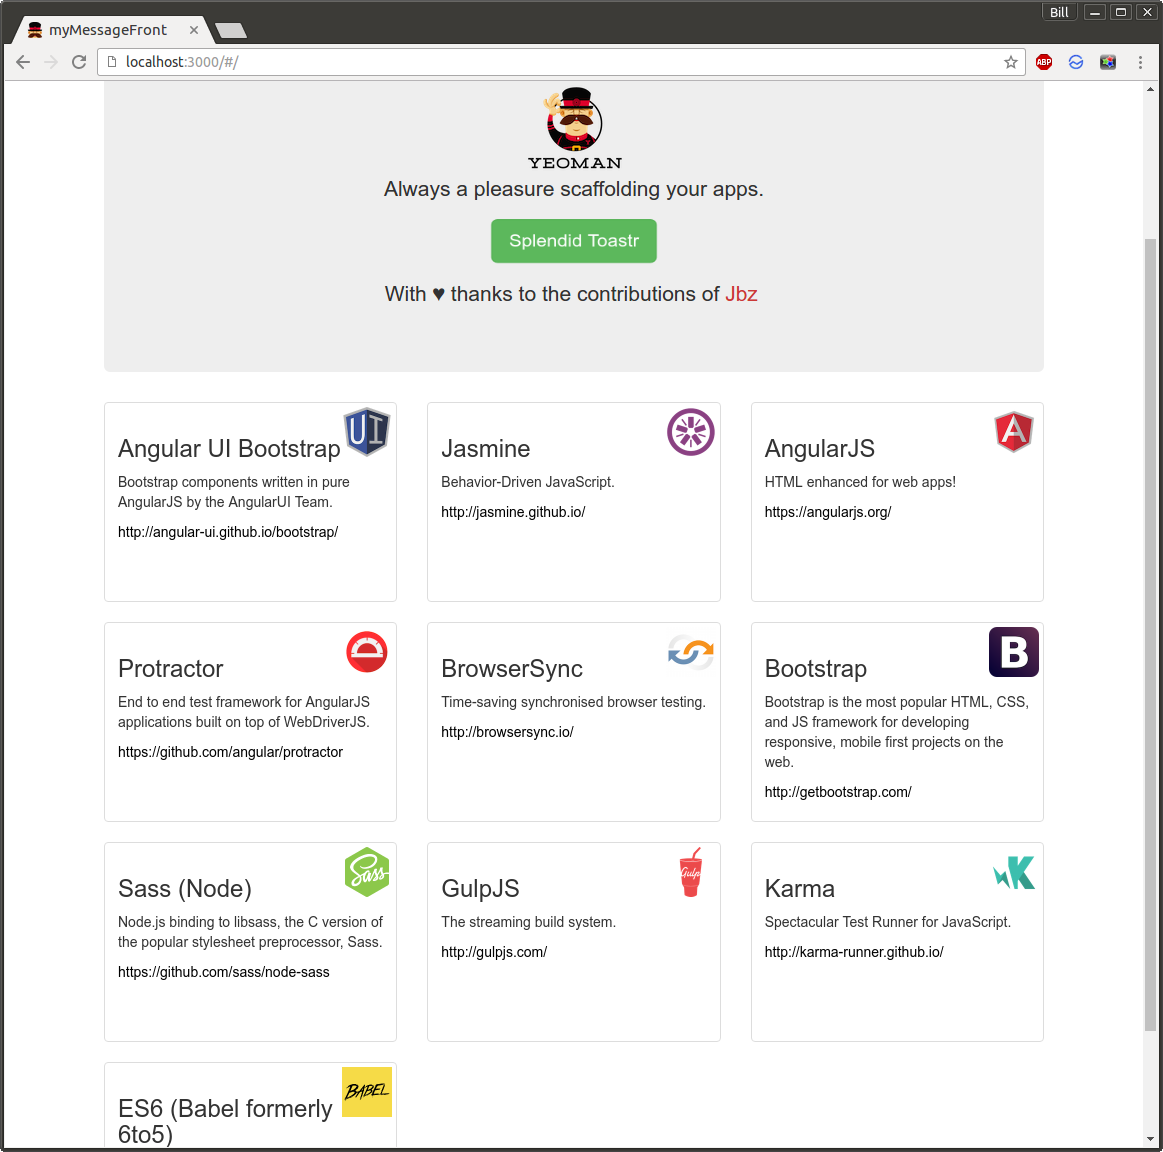 Bill
myMessageFront
localhost:3000/#/
ABP
YEOMAN
Always a pleasure scaffolding your apps.
Splendid Toastr
With ♥ thanks to the contributions of Jbz
UI
Angular UI Bootstrap
Bootstrap components written in pure
AngularJS by the AngularUI Team.
http://angular-ui.github.io/bootstrap/
Jasmine
Behavior-Driven JavaScript.
http://jasmine.github.io/
A
AngularJS
HTML enhanced for web apps!
https://angularjs.org/
Protractor
End to end test framework for AngularJS
applications built on top of WebDriverJS.
https://github.com/angular/protractor
BrowserSync
Time-saving synchronised browser testing.
http://browsersync.io/
B
Bootstrap
Bootstrap is the most popular HTML, CSS,
and JS framework for developing
responsive, mobile first projects on the
web.
http://getbootstrap.com/
Sass
Sass (Node)
Node.js binding to libsass, the C version of
the popular stylesheet preprocessor, Sass.
https://github.com/sass/node-sass
Gulp
GulpJS
The streaming build system.
http://gulpjs.com/
K
Karma
Spectacular Test Runner for JavaScript.
http://karma-runner.github.io/
BABEL
ES6 (Babel formerly
6to5)